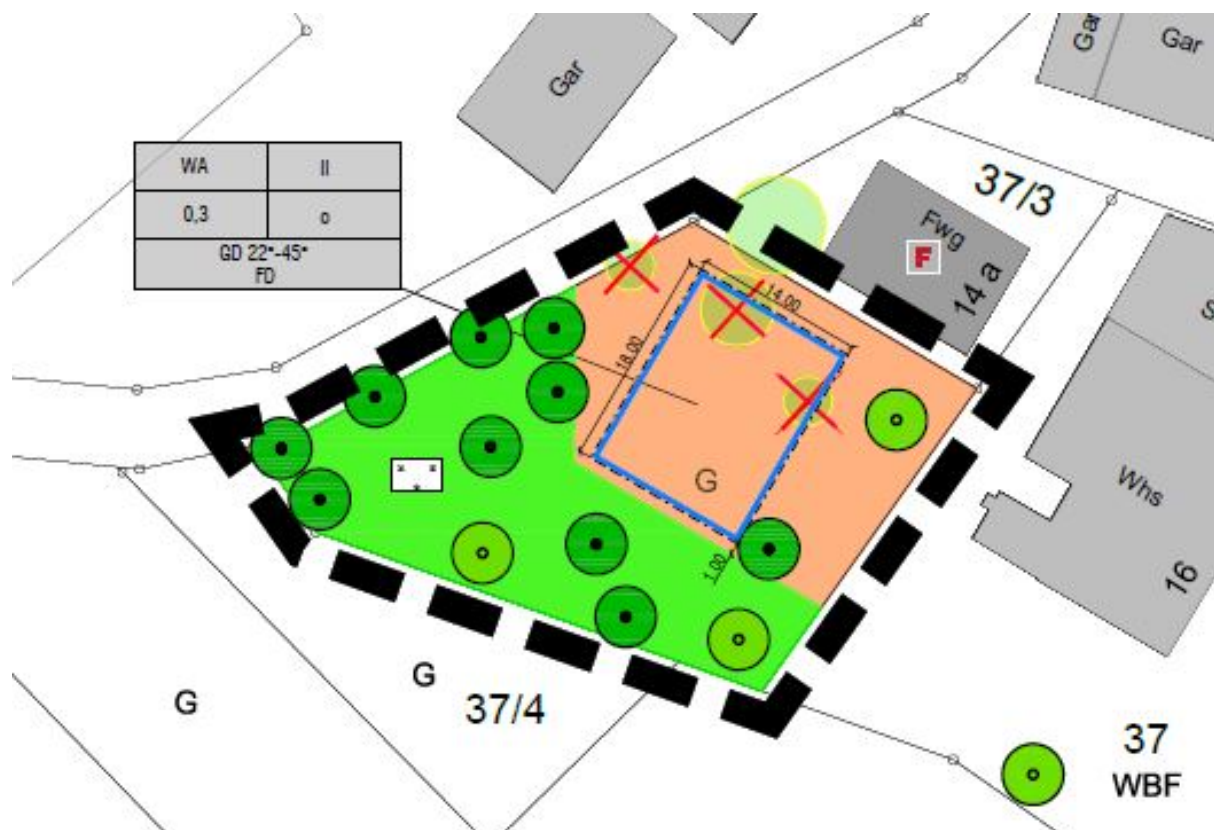 Gar
Gar
Gar
WA
II
0,3
o
GD 22°-45°
FD
37/3
Fwg
F
14 a
14.00
18.00
S
G
Whs
16
1.00
G
G
37/4
37
WBF